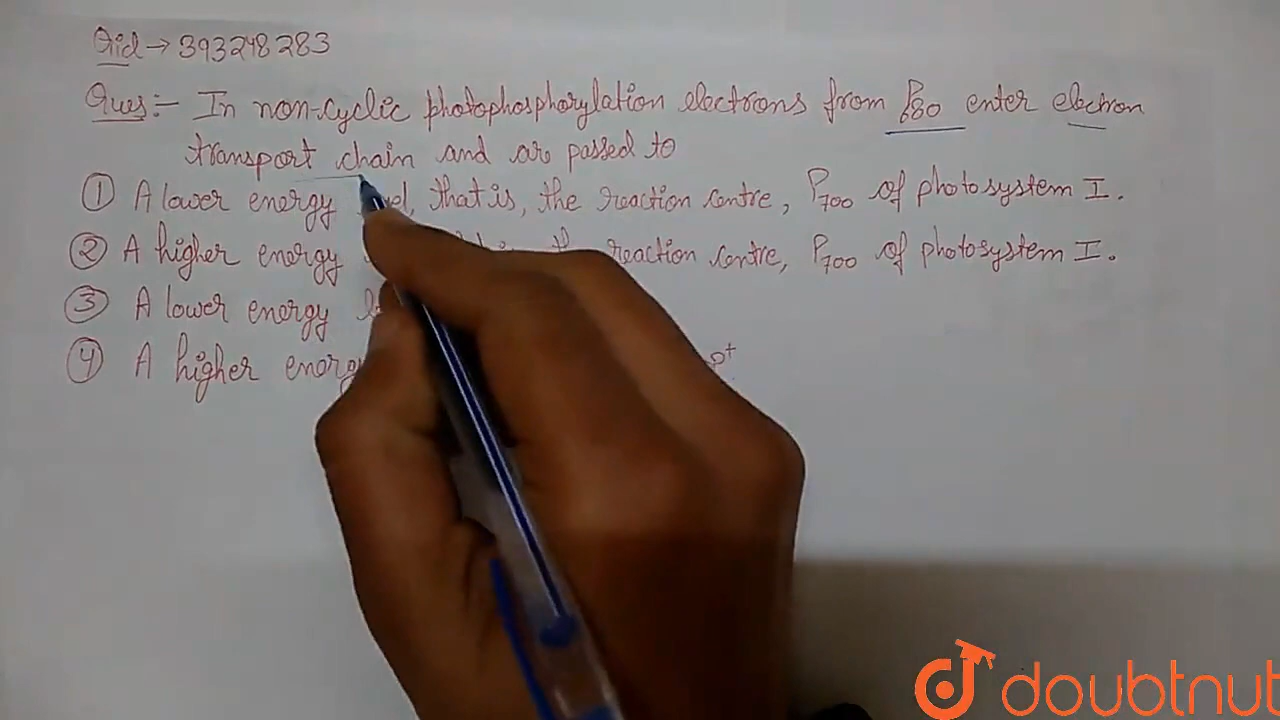 Qid → 393248283
Ques:- In non-cyclic photophosphorylation electrons from P680 enter electron
transport chain and are passed to
① A lower energy that is, the reaction centre, P700 of photosystem I.
② A higher energy reaction centre, P700 of photosystem I.
③ A lower energy
④ A higher
doubtnut